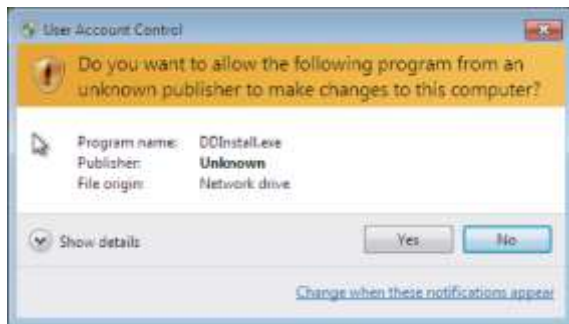 User Account Control
Do you want to allow the following program from an
unknown publisher to make changes to this computer?
Program name: DDInstall.exe
Publisher: Unknown
File origin: Network drive
Show details
Yes
No
Change when these notifications appear